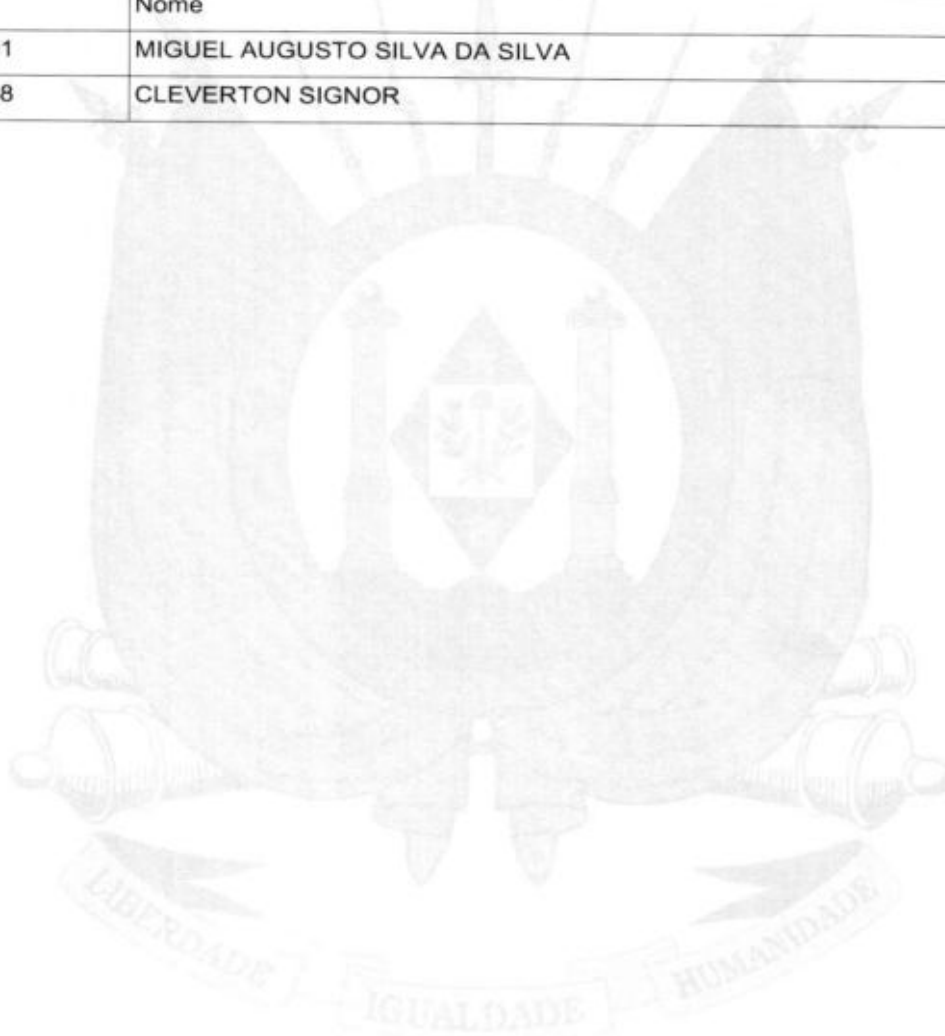 Nome
1 MIGUEL AUGUSTO SILVA DA SILVA
8 CLEVERTON SIGNOR
LIBERDADE
IGUALDADE
HUMANIDADE